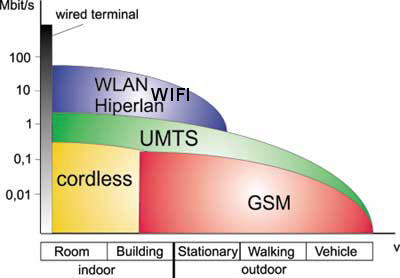 Mbit/s
wired terminal
100
10
1
0,1
0,01
WLAN WIFI
Hiperlan
UMTS
cordless
GSM
v
Room Building Stationary Walking Vehicle
indoor outdoor